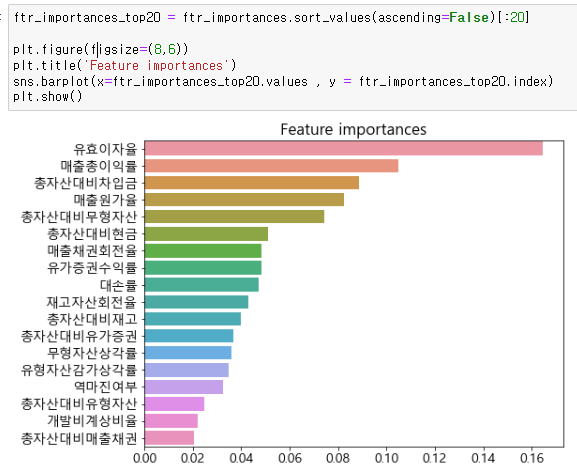 ftr_importances_top20 = ftr_importances.sort_values(ascending=False)[:20]
plt.figure(figsize=(8,6))
plt.title('Feature importances')
sns.barplot(x=ftr_importances_top20.values , y = ftr_importances_top20.index)
plt.show()
Feature importances
유효이자율
매출총이익률
총자산대비차입금
매출원가율
총자산대비무형자산
총자산대비현금
매출채권회전율
유가증권수익률
대손률
재고자산회전율
총자산대비재고
총자산대비유가증권
무형자산상각률
유형자산감가상각률
역마진여부
총자산대비유형자산
개발비계상비율
총자산대비매출채권
0.00 0.02 0.04 0.06 0.08 0.10 0.12 0.14 0.16